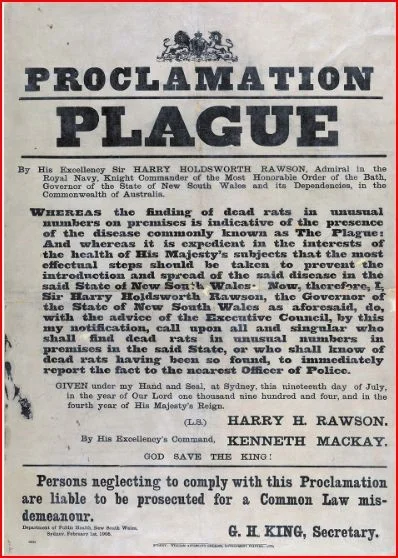 PROCLAMATION
PLAGUE
By His Excellency Sir HARRY HOLDSWORTH RAWSON, Admiral in the
Royal Navy, Knight Commander of the Most Honorable Order of the Bath,
Governor of the State of New South Wales and its Dependencies, in the
Commonwealth of Australia.
WHEREAS the finding of dead rats in unusual
numbers on premises is indicative of the presence
of the disease commonly known as The Plague:
And whereas it is expedient in the interests of
the health of His Majesty's subjects that the most
effectual steps should be taken to prevent the
introduction and spread of the said disease in the
said State of New South Wales. Now, therefore, I,
Sir Harry Holdsworth Rawson, the Governor of
the State of New South Wales as aforesaid, do,
with the advice of the Executive Council, by this
my notification, call upon all and singular who
shall find dead rats in unusual numbers in
premises in the said State, or who shall know of
dead rats having been so found, to immediately
report the fact to the nearest Officer of Police.
GIVEN under my Hand and Seal, at Sydney, this nineteenth day of July,
in the year of Our Lord one thousand nine hundred and four, and in the
fourth year of His Majesty's Reign.
(L.S.) HARRY H. RAWSON.
By His Excellency's Command, KENNETH MACKAY.
GOD SAVE THE KING!
Persons neglecting to comply with this Proclamation
are liable to be prosecuted for a Common Law mis-
demeanour.
Department of Public Health, New South Wales.
Sydney, February 1st, 1905.
G. H. KING, Secretary.